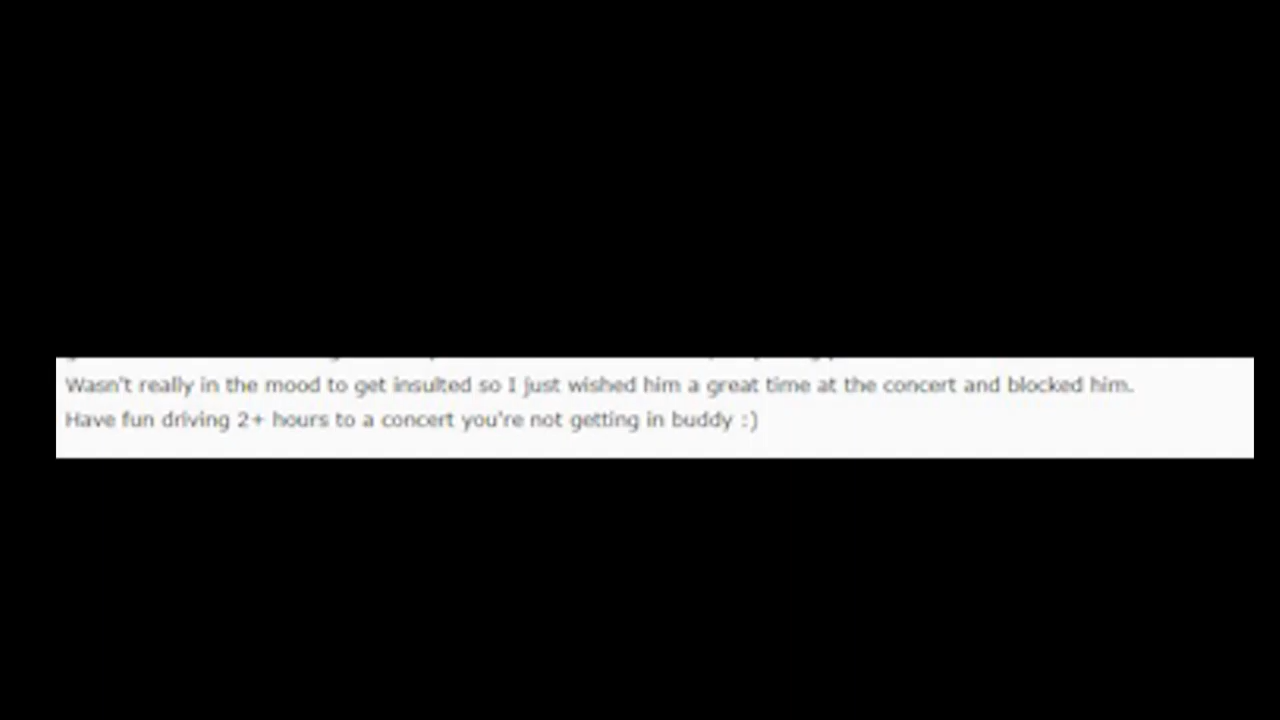 Wasn't really in the mood to get insulted so I just wished him a great time at the concert and blocked him.
Have fun driving 2+ hours to a concert you're not getting in buddy :)